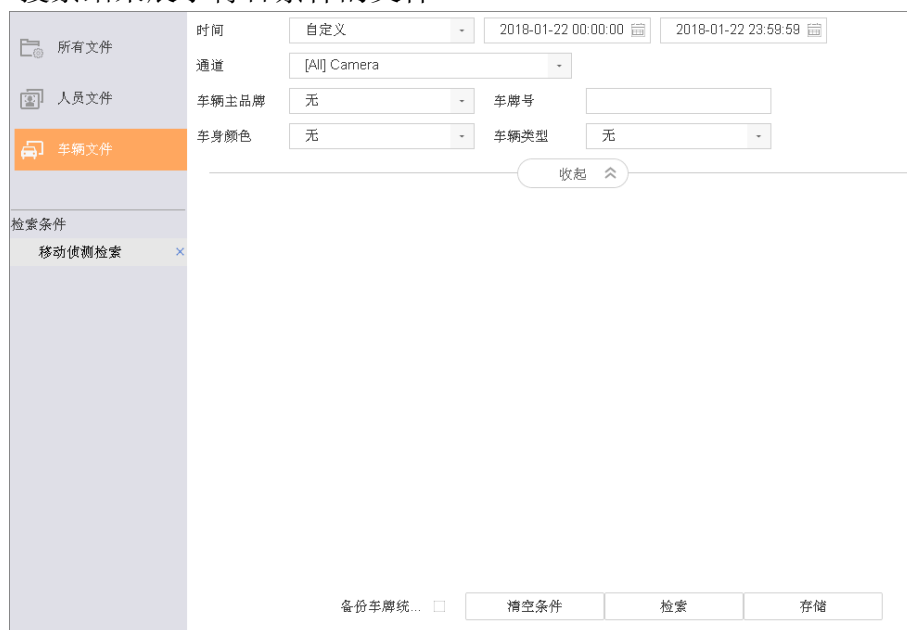 所有文件
人员文件
车辆文件
检索条件
移动侦测检索
时间 自定义 2018-01-22 00:00:00 2018-01-22 23:59:59
通道 [All] Camera
车辆主品牌 无 车牌号
车身颜色 无 车辆类型 无
收起
备份车牌统... 清空条件 检索 存储